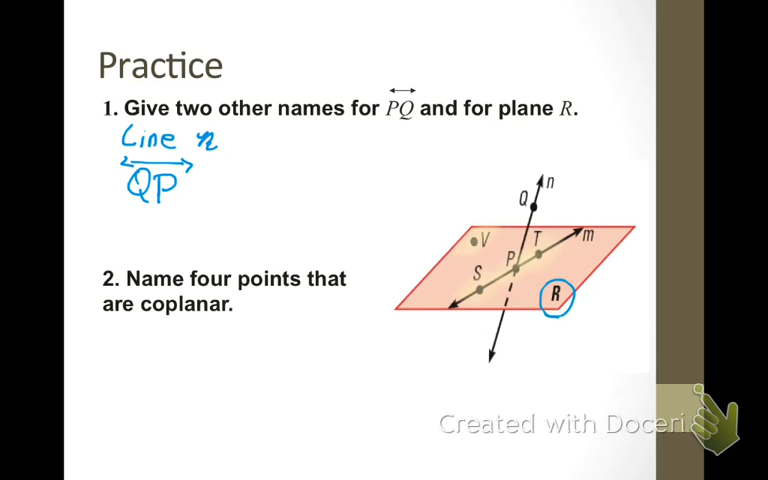 Practice
1. Give two other names for PQ and for plane R.
Line n
QP
2. Name four points that
are coplanar.
n
Q
V
T
m
P
S
R
Created with Doceri